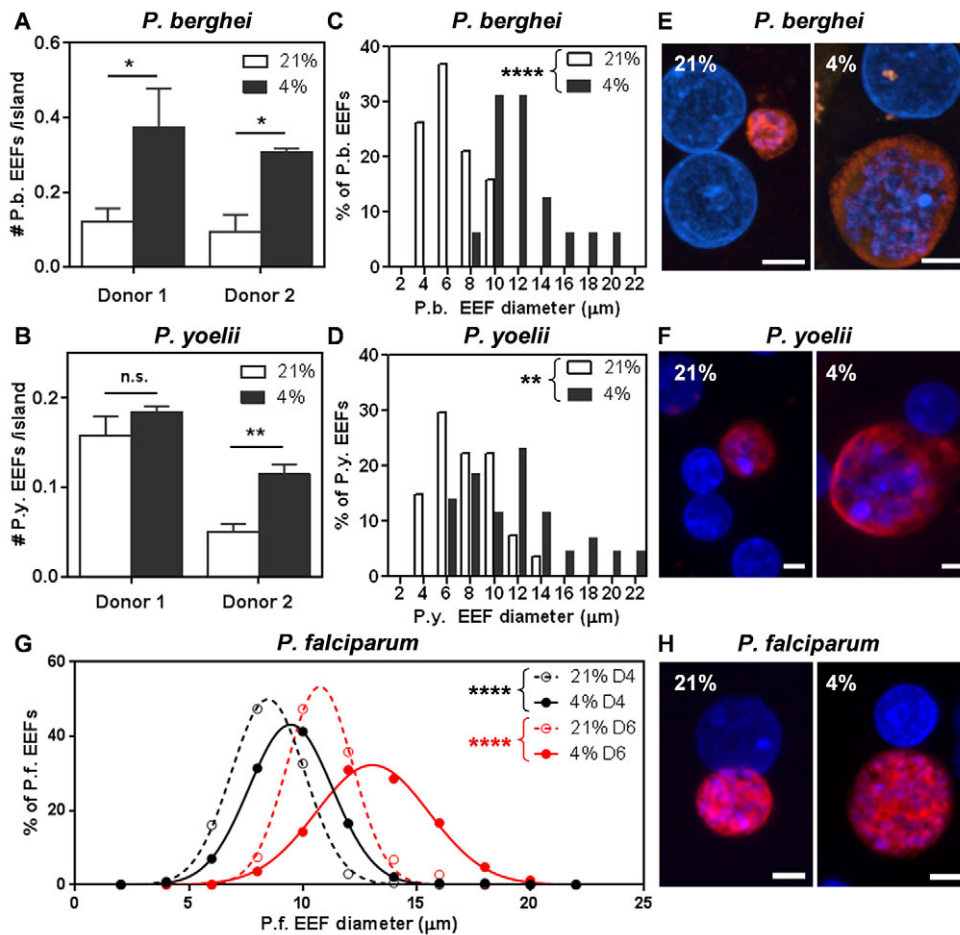 A P. berghei
# P.b. EEFs /island
0.6
0.4
0.2
0.0
*
*
21%
4%
Donor 1 Donor 2
C P. berghei
% of P.b. EEFs
40
30
20
10
0
**** 21%
4%
2 4 6 8 10 12 14 16 18 20 22
P.b. EEF diameter (µm)
E P. berghei
21% 4%
B P. yoelii
# P.y. EEFs/island
0.2
0.1
0.0
n.s.
**
21%
4%
Donor 1 Donor 2
D P. yoelii
% of P.y. EEFs
40
30
20
10
0
** 21%
4%
2 4 6 8 10 12 14 16 18 20 22
P.y. EEF diameter (µm)
F P. yoelii
21% 4%
G P. falciparum
% of P.f. EEFs
60
40
20
0
**** 21% D4
4% D4
**** 21% D6
4% D6
0 5 10 15 20 25
P.f. EEF diameter (µm)
H P. falciparum
21% 4%